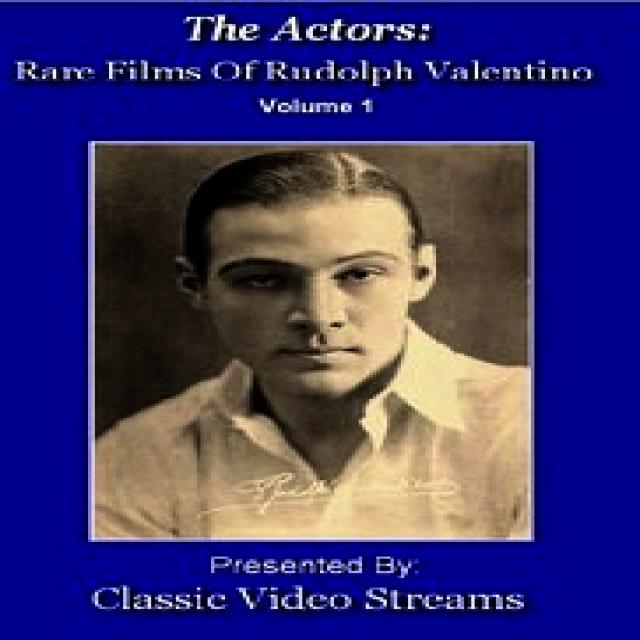 The Actors:
Rare Films Of Rudolph Valentino
Volume 1
Presented By:
Classic Video Streams